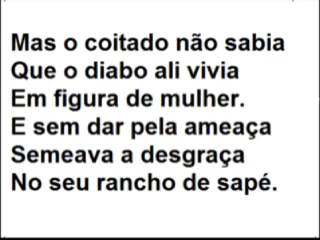 Mas o coitado não sabia
Que o diabo ali vivia
Em figura de mulher.
E sem dar pela ameaça
Semeava a desgraça
No seu rancho de sapé.